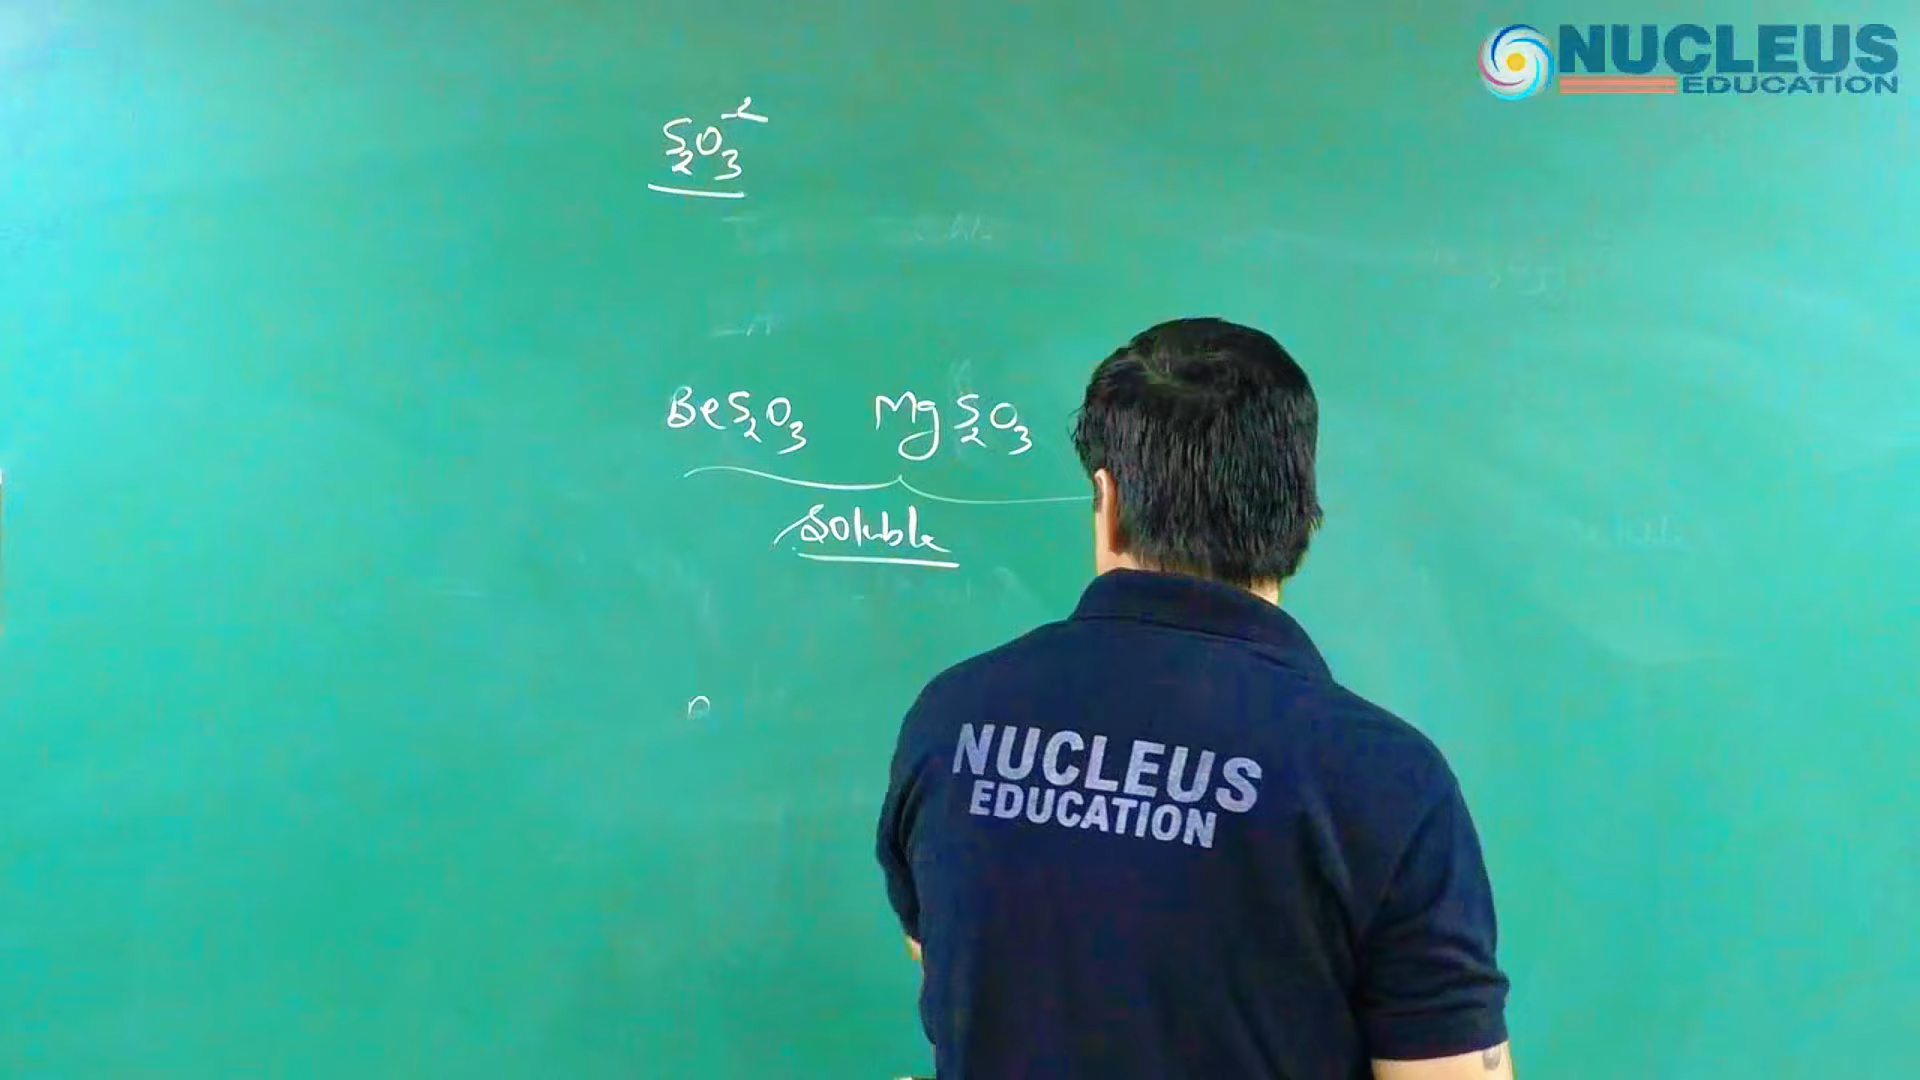 NUCLEUS
EDUCATION
S₂O₃⁻²
BeS₂O₃ MgS₂O₃
Soluble
NUCLEUS
EDUCATION